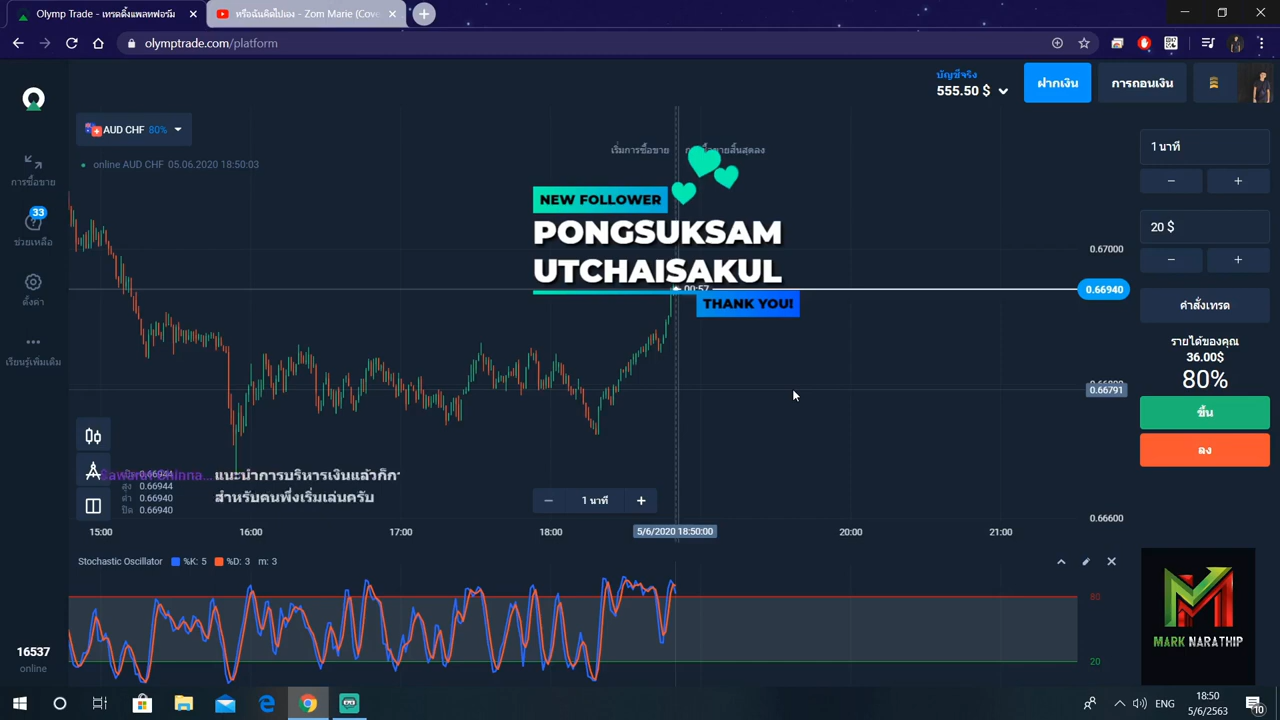 Olymp Trade - เทรดดิ้งแพลทฟอร์ม
หรือฉันคิดไปเอง - Zom Marie (Cov
olymptrade.com/platform
บัญชีจริง
555.50 $
ฝากเงิน
การถอนเงิน
AUD CHF 80%
online AUD CHF 05.06.2020 18:50:03
การซื้อขาย
33
ช่วยเหลือ
ตั้งค่า
เรียนรู้เพิ่มเติม
เริ่มการซื้อขาย
NEW FOLLOWER
PONGSUKSAM
UTCHAISAKUL
THANK YOU!
00:57
0.67000
0.66940
0.66791
0.66600
1 นาที
20 $
คำสั่งเทรด
รายได้ของคุณ
36.00$
80%
ขึ้น
ลง
แนะนำการบริหารเงินแล้วก็ก
สำหรับคนพึ่งเริ่มเล่นครับ
0.66944
สูง 0.66944
ต่ำ 0.66940
ปิด 0.66940
1 นาที
15:00 16:00 17:00 18:00 5/6/2020 18:50:00 20:00 21:00
Stochastic Oscillator %K: 5 %D: 3 m: 3
80
20
MARK NARATHIP
16537
online
ENG
18:50
5/6/2563
10